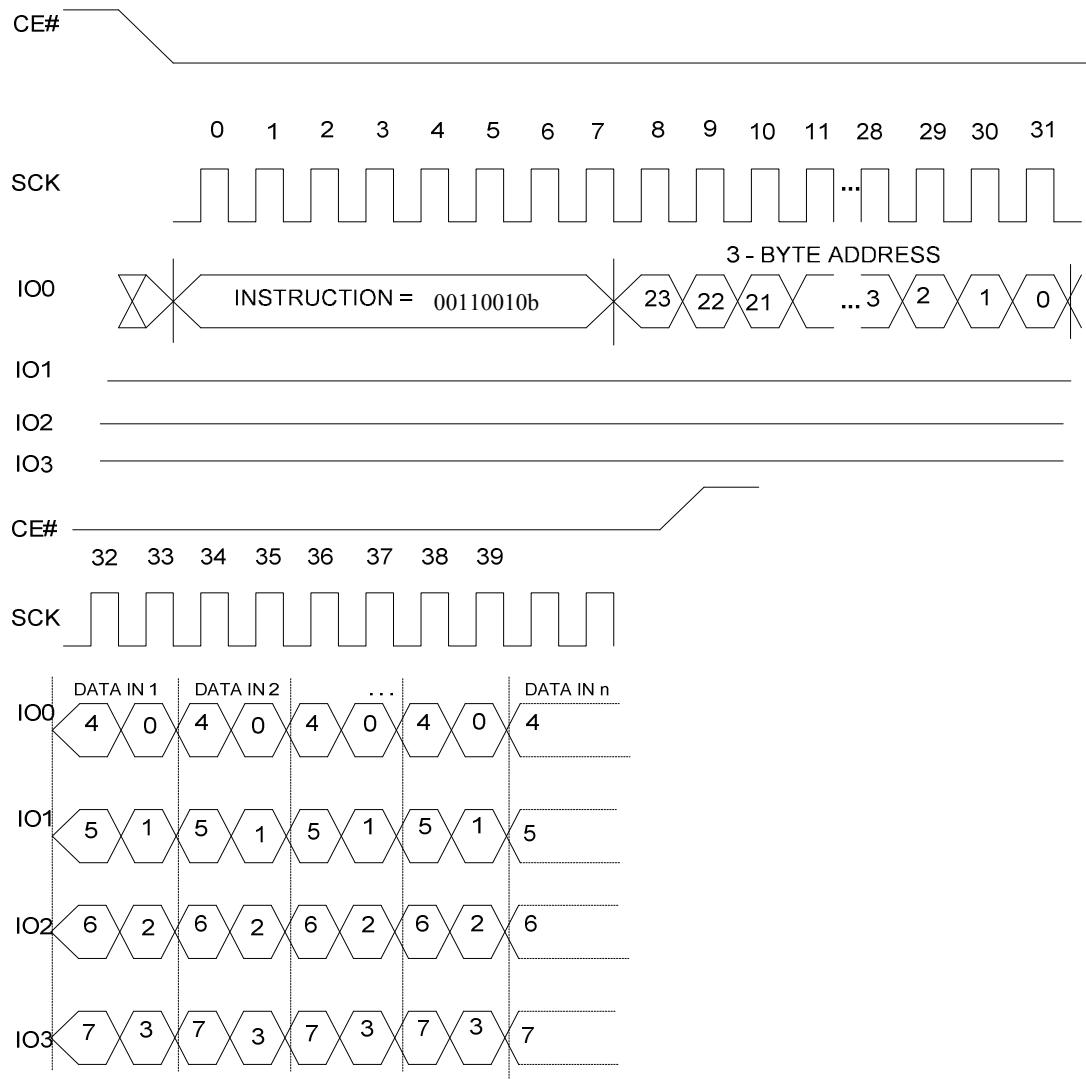 CE#
0 1 2 3 4 5 6 7 8 9 10 11 28 29 30 31
SCK ...
3 - BYTE ADDRESS
IO0 INSTRUCTION = 00110010b 23 22 21 ... 3 2 1 0
IO1
IO2
IO3
CE#
32 33 34 35 36 37 38 39
SCK
DATA IN 1 DATA IN 2 ... DATA IN n
IO0 4 0 4 0 4 0 4 0 4
IO1 5 1 5 1 5 1 5 1 5
IO2 6 2 6 2 6 2 6 2 6
IO3 7 3 7 3 7 3 7 3 7